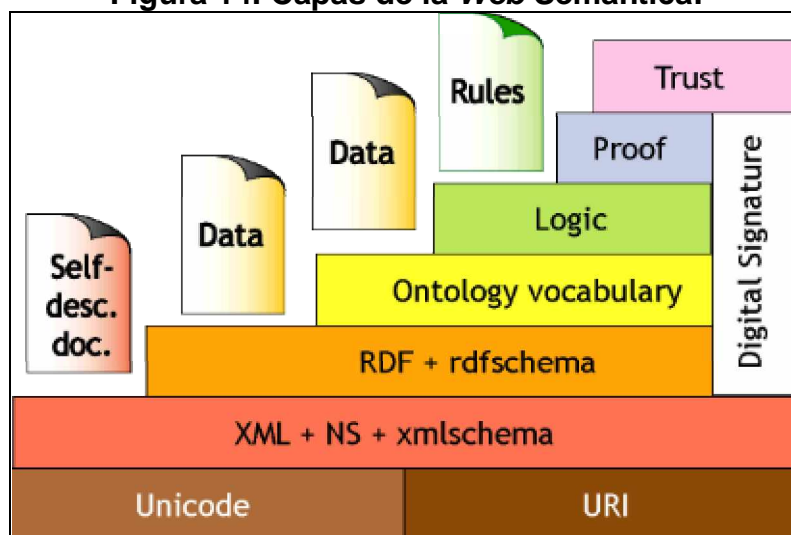 Figura 14. Capas de la Web Semántica.
Rules
Trust
Data
Proof
Data
Logic
Self-
desc.
doc.
Ontology vocabulary
Digital Signature
RDF + rdfschema
XML + NS + xmlschema
Unicode
URI